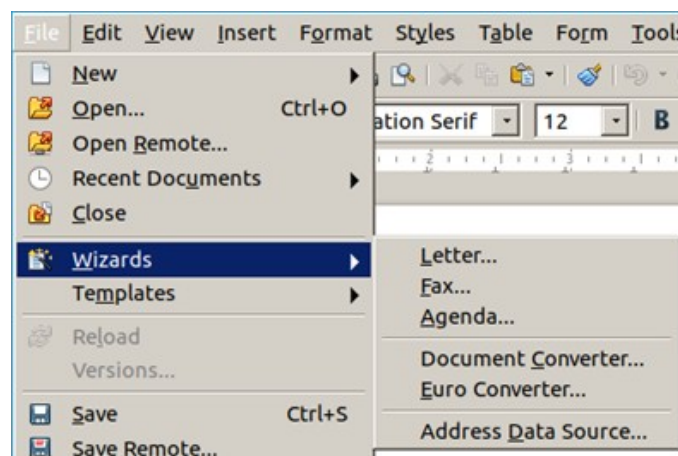 File Edit View Insert Format Styles Table Form Tools
New
Open... Ctrl+O
ation Serif 12 B
Open Remote...
2 3
Recent Documents
Close
Wizards
Letter...
Templates
Fax...
Agenda...
Reload
Document Converter...
Versions...
Euro Converter...
Save Ctrl+S
Address Data Source...
Save Remote...